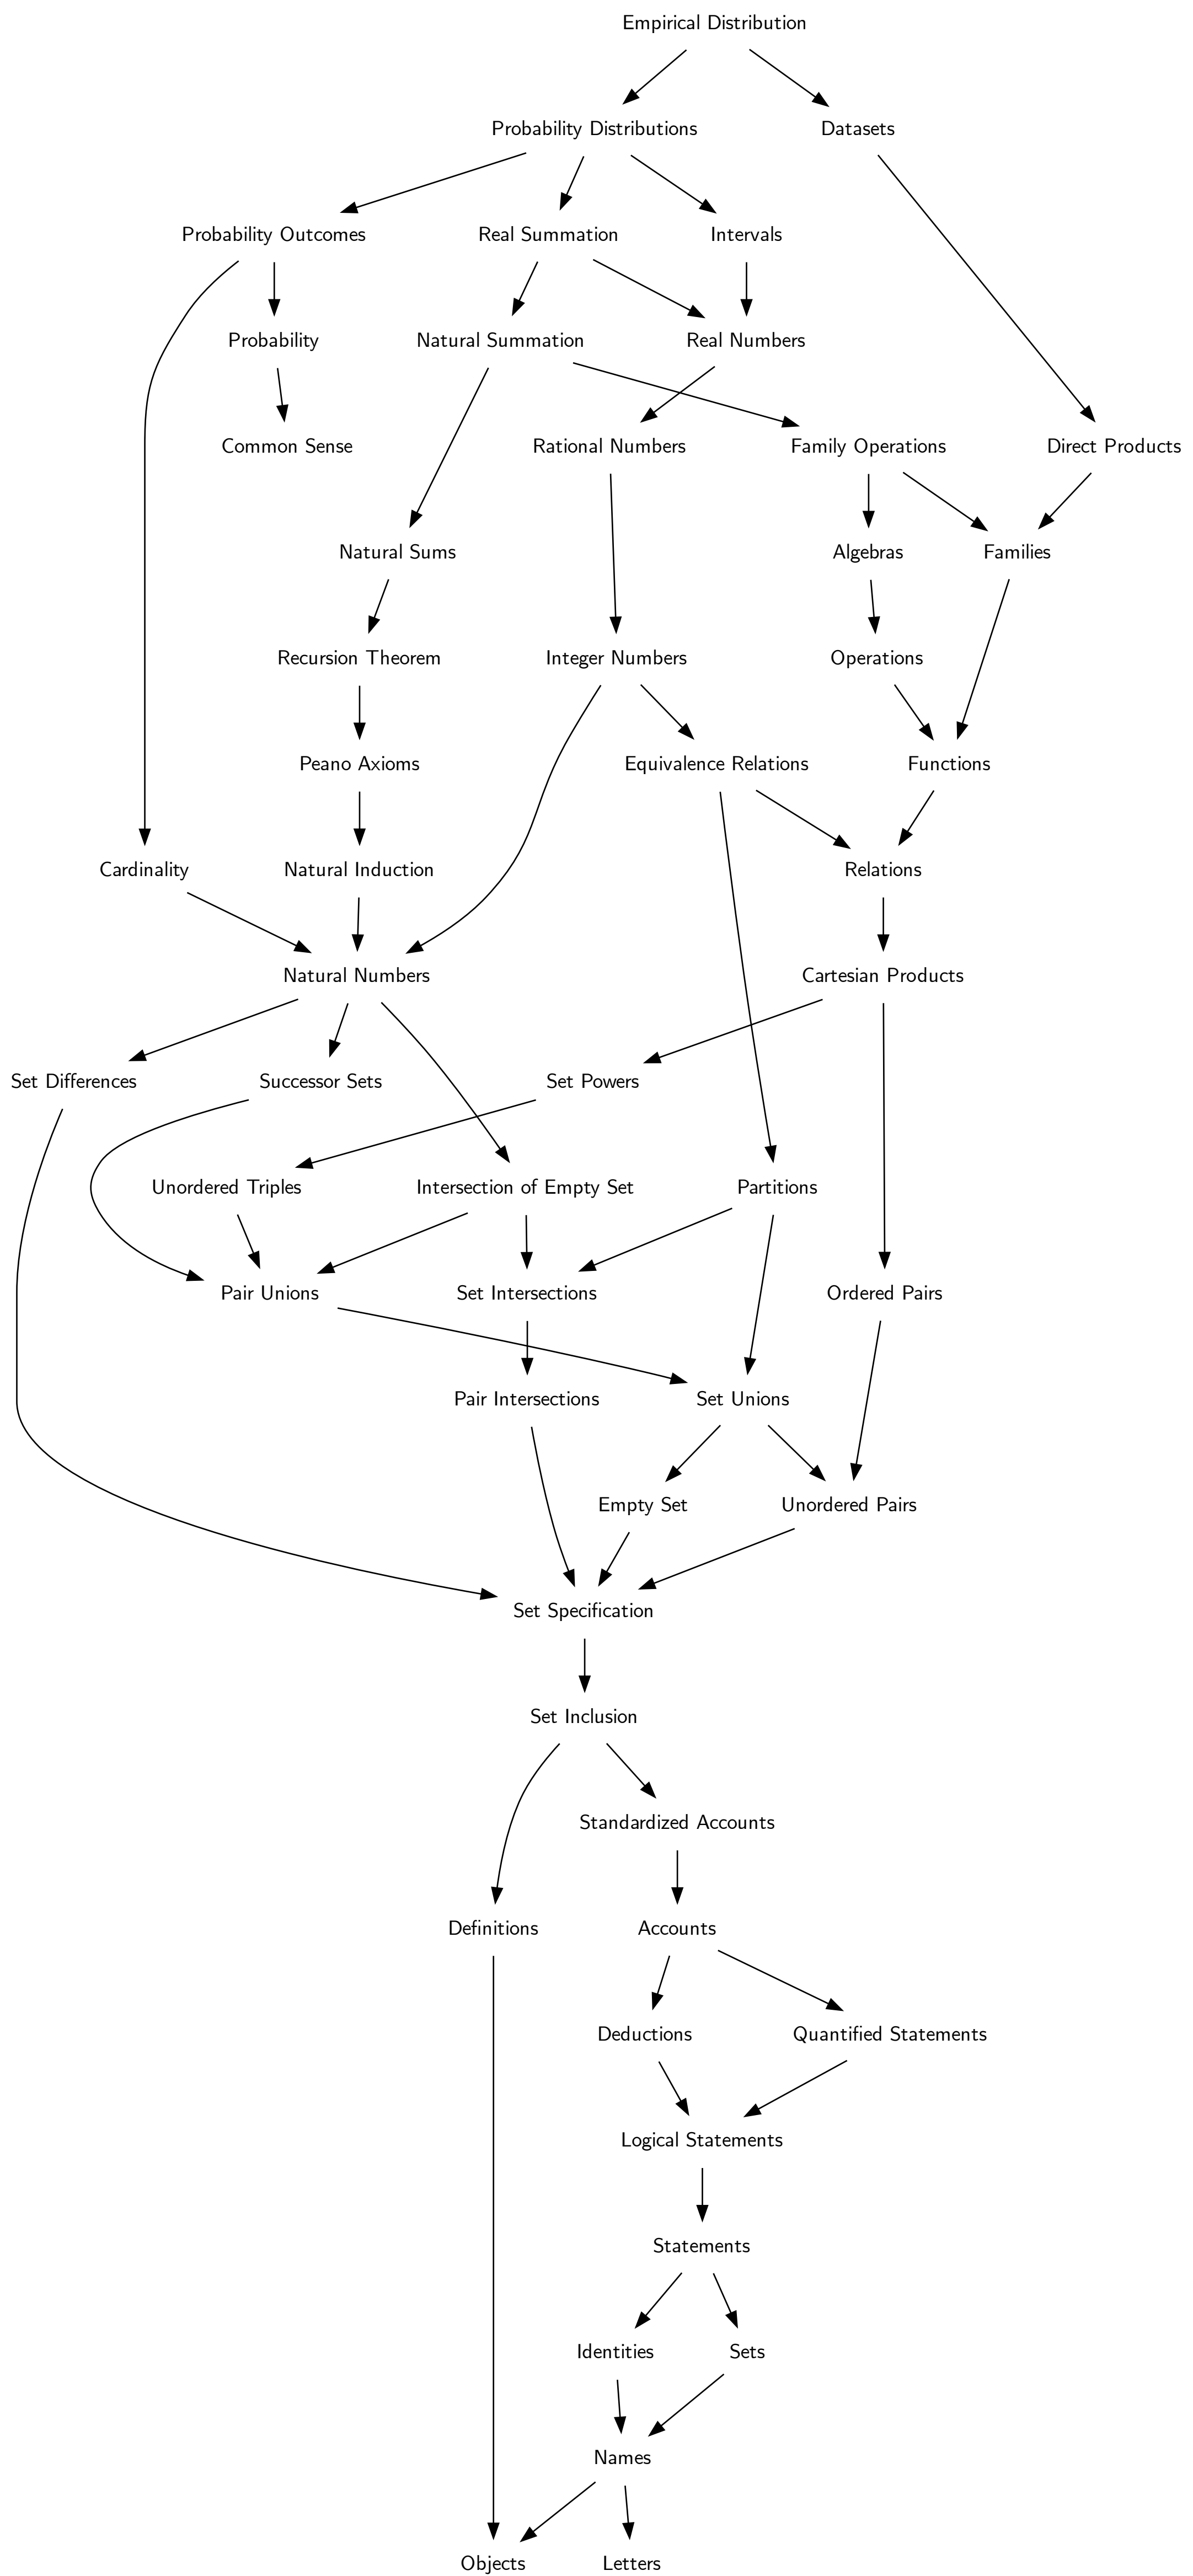 Empirical Distribution
Probability Distributions
Datasets
Probability Outcomes
Real Summation
Intervals
Probability
Natural Summation
Real Numbers
Common Sense
Rational Numbers
Family Operations
Direct Products
Natural Sums
Algebras
Families
Recursion Theorem
Integer Numbers
Operations
Peano Axioms
Equivalence Relations
Functions
Cardinality
Natural Induction
Relations
Natural Numbers
Cartesian Products
Set Differences
Successor Sets
Set Powers
Unordered Triples
Intersection of Empty Set
Partitions
Pair Unions
Set Intersections
Ordered Pairs
Pair Intersections
Set Unions
Empty Set
Unordered Pairs
Set Specification
Set Inclusion
Standardized Accounts
Definitions
Accounts
Deductions
Quantified Statements
Logical Statements
Statements
Identities
Sets
Names
Objects
Letters